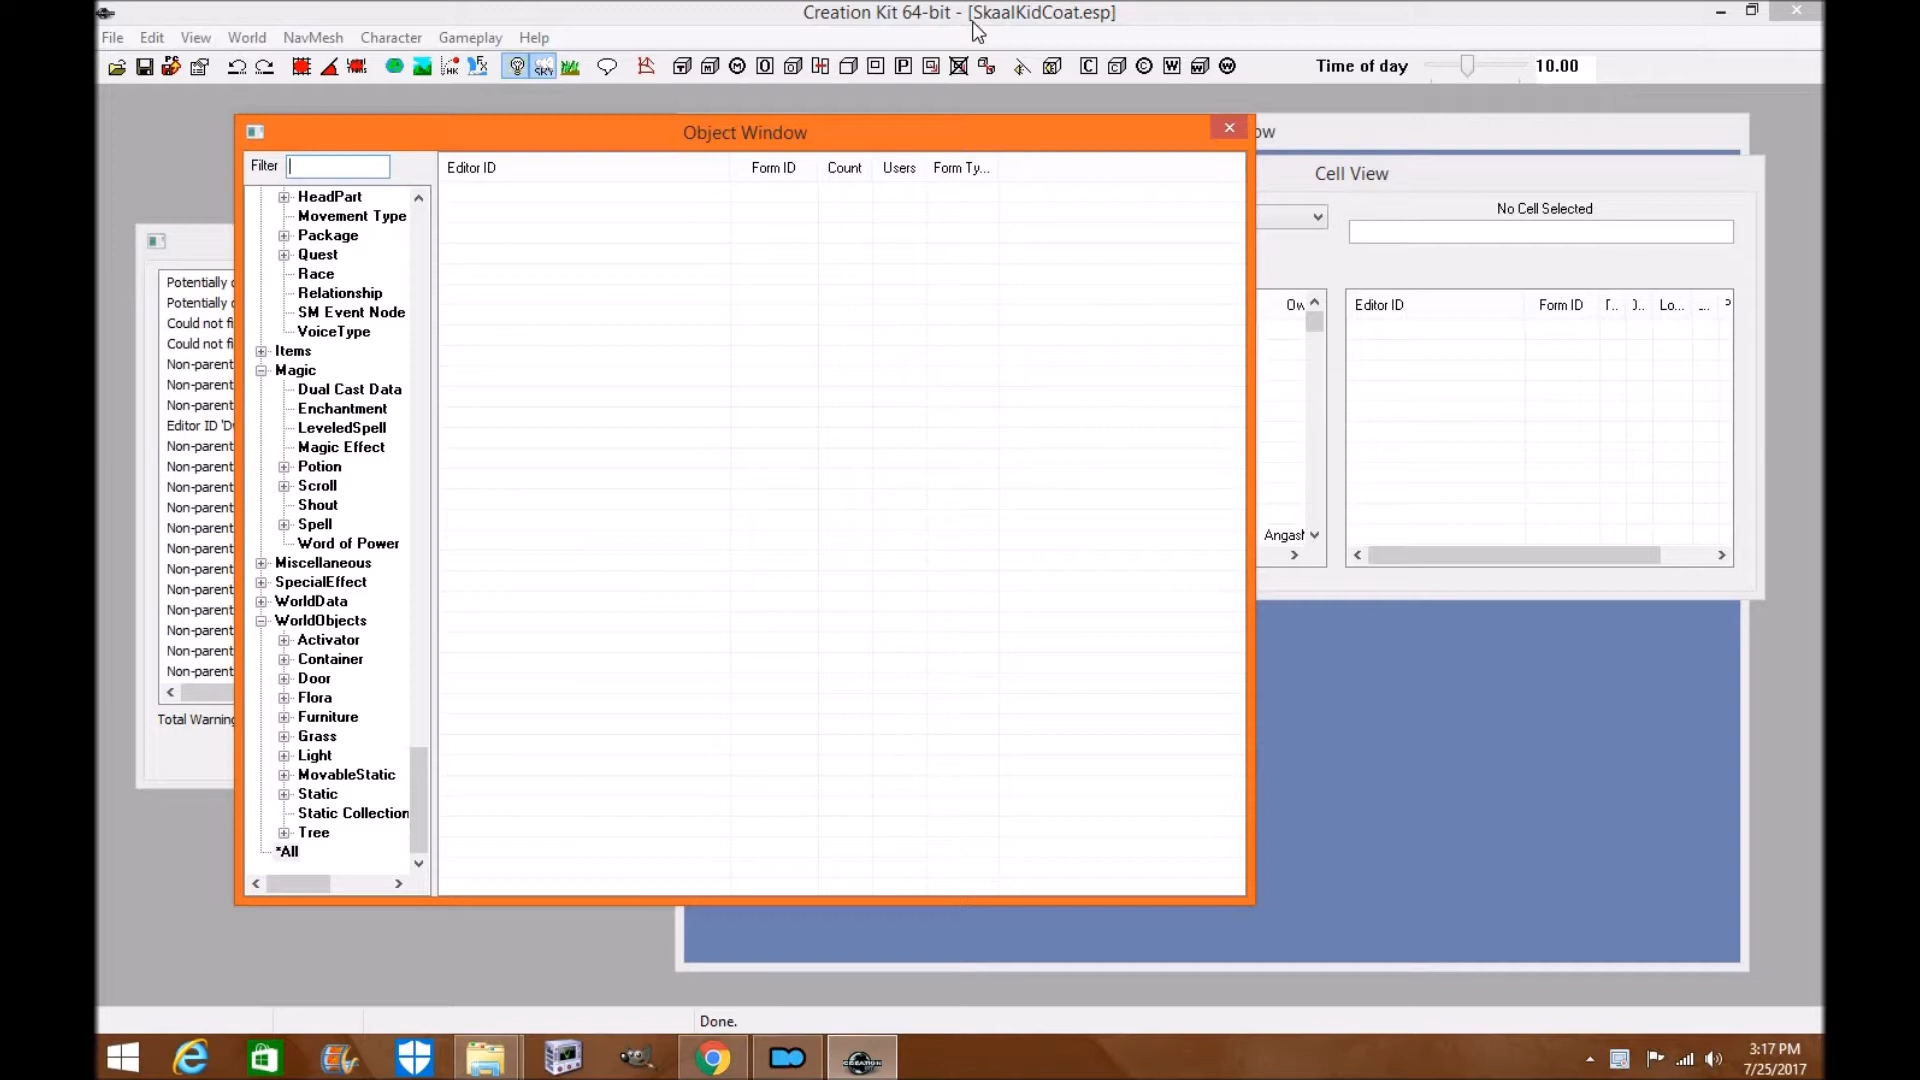 Creation Kit 64-bit - [SkaalKidCoat.esp]
File Edit View World NavMesh Character Gameplay Help
Time of day 10.00
Object Window
Filter
Editor ID Form ID Count Users Form Ty...
HeadPart
Movement Type
Package
Quest
Race
Relationship
SM Event Node
VoiceType
Items
Magic
Dual Cast Data
Enchantment
LeveledSpell
Magic Effect
Potion
Scroll
Shout
Spell
Word of Power
Miscellaneous
SpecialEffect
WorldData
WorldObjects
Activator
Container
Door
Flora
Furniture
Grass
Light
MovableStatic
Static
Static Collection
Tree
*All
Potentially
Potentially
Could not fi
Could not fi
Non-parent
Non-parent
Non-parent
Editor ID 'D
Non-parent
Non-parent
Non-parent
Non-parent
Non-parent
Non-parent
Non-parent
Non-parent
Non-parent
Non-parent
Non-parent
Non-parent
Total Warning
ow
Cell View
No Cell Selected
Ow
Angast
Editor ID Form ID Lo...
Done.
3:17 PM
7/25/2017